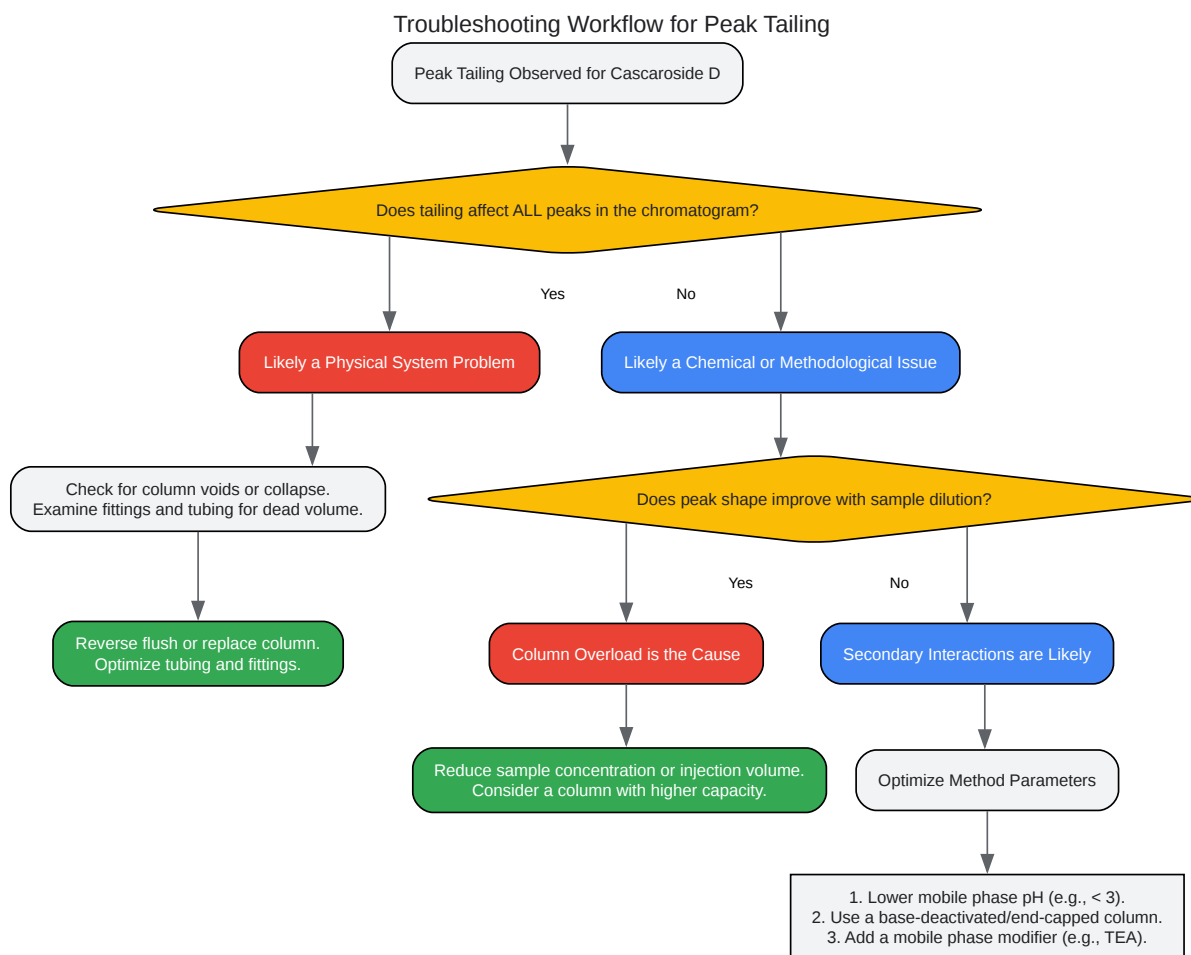 Troubleshooting Workflow for Peak Tailing
Peak Tailing Observed for Cascaroside D
Does tailing affect ALL peaks in the chromatogram?
Yes
No
Likely a Physical System Problem
Likely a Chemical or Methodological Issue
Check for column voids or collapse.
Examine fittings and tubing for dead volume.
Does peak shape improve with sample dilution?
Yes
No
Reverse flush or replace column.
Optimize tubing and fittings.
Column Overload is the Cause
Secondary Interactions are Likely
Reduce sample concentration or injection volume.
Consider a column with higher capacity.
Optimize Method Parameters
1. Lower mobile phase pH (e.g., < 3).
2. Use a base-deactivated/end-capped column.
3. Add a mobile phase modifier (e.g., TEA).